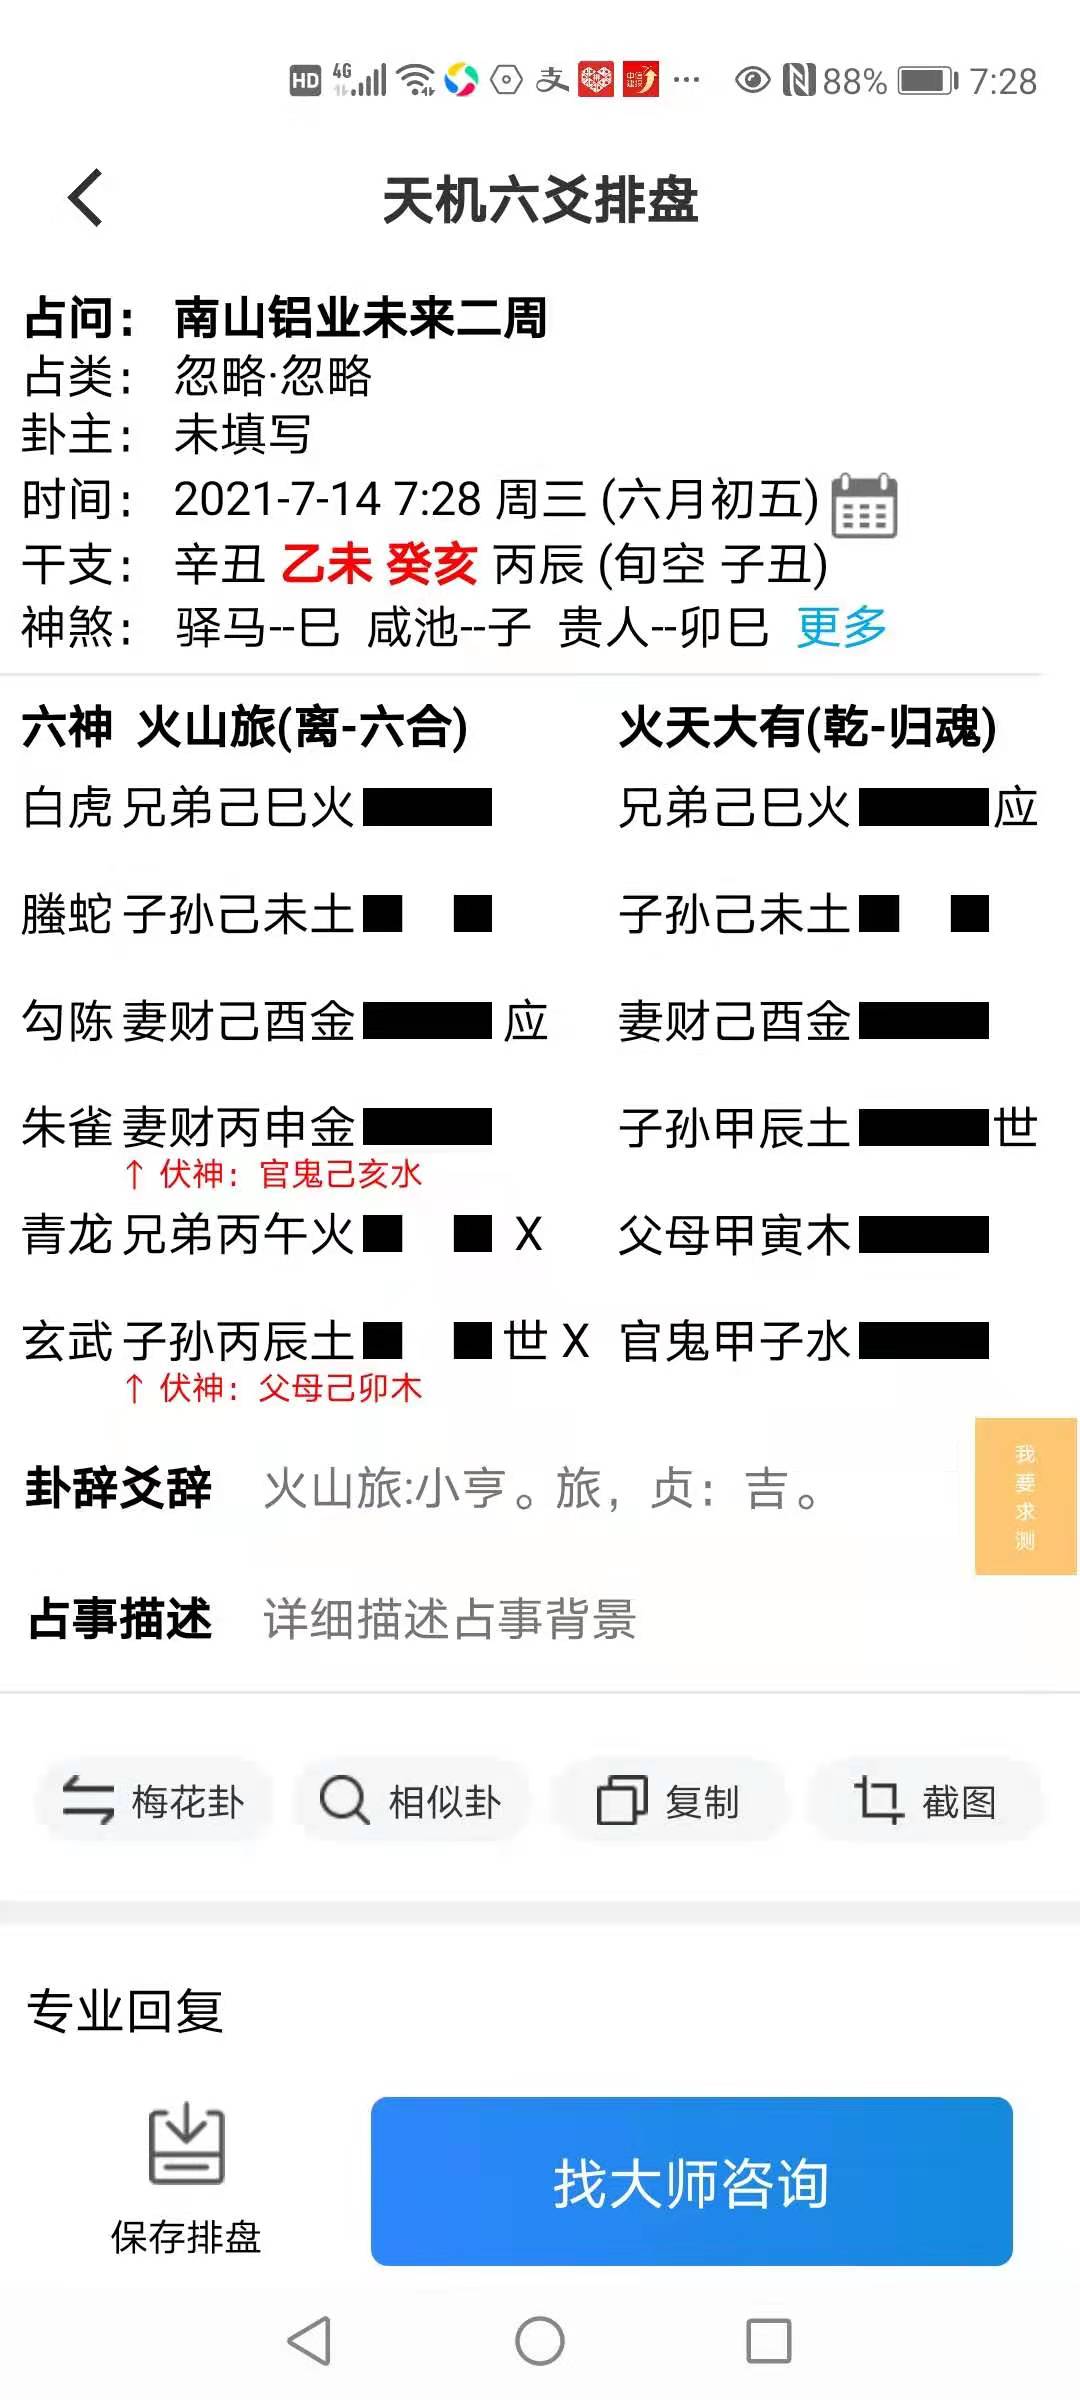 HD 4G 支 88% 7:28
天机六爻排盘
占问： 南山铝业未来二周
占类： 忽略·忽略
卦主： 未填写
时间： 2021-7-14 7:28 周三 (六月初五)
干支： 辛丑 乙未 癸亥 丙辰 (旬空 子丑)
神煞： 驿马--巳 咸池--子 贵人--卯巳 更多
六神 火山旅(离-六合) 火天大有(乾-归魂)
白虎 兄弟己巳火 兄弟己巳火 应
螣蛇 子孙己未土 子孙己未土
勾陈 妻财己酉金 应 妻财己酉金
朱雀 妻财丙申金 子孙甲辰土 世
↑ 伏神：官鬼己亥水
青龙 兄弟丙午火 X 父母甲寅木
玄武 子孙丙辰土 世 X 官鬼甲子水
↑ 伏神：父母己卯木
卦辞爻辞 火山旅:小亨。旅，贞：吉。
我要求测
占事描述 详细描述占事背景
梅花卦 相似卦 复制 截图
专业回复
保存排盘
找大师咨询